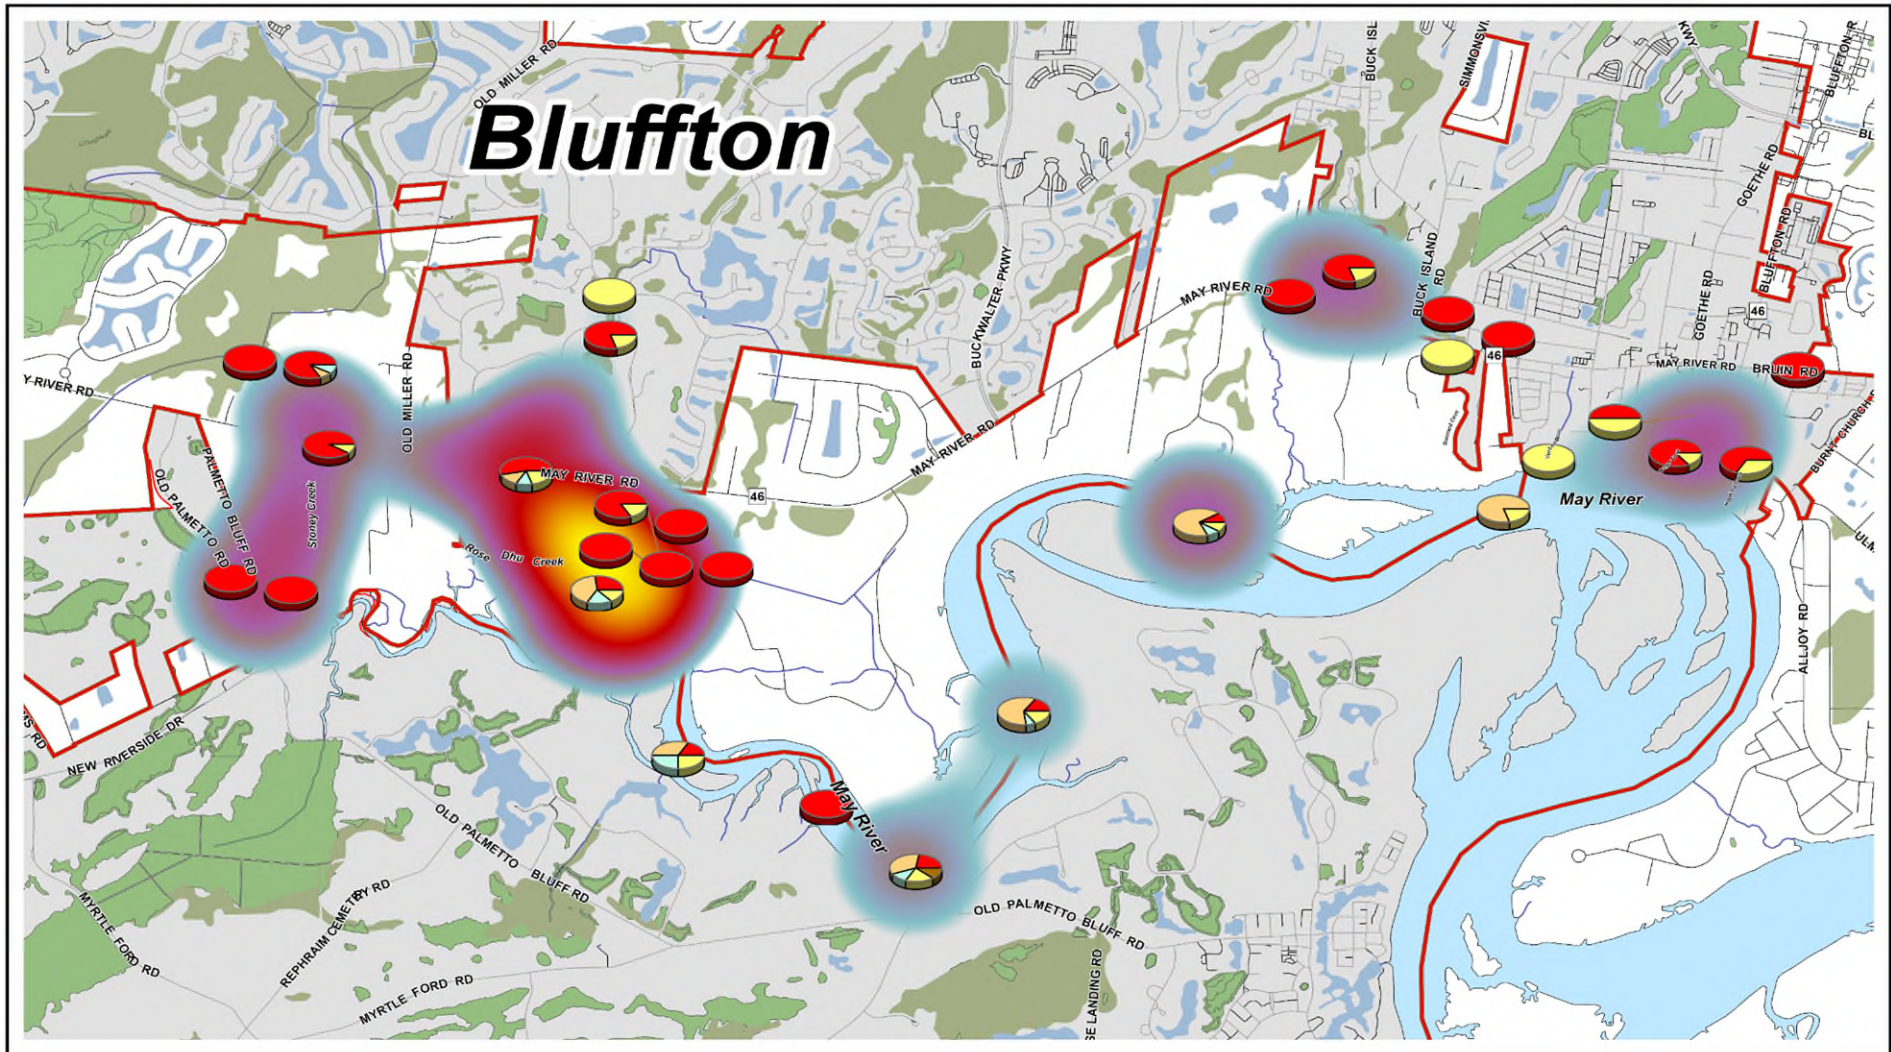 OLD MILLER RD
BUCK ISL
SIMMONSVI
KWY
BLUFFTON R
BL
Bluffton
GOETHE RD
BLUFFTON RD
BUCK ISLAND
RD
MAY RIVER RD
BUCKWALTER PKWY
GOETHE RD
46
46
MAY RIVER RD
BRUIN RD
Y RIVER RD
OLD MILLER RD
BURNT CHURCH
MAY RIVER RD
MAY RIVER RD
46
PALMETTO BLUFF RD
OLD PALMETTO RD
Stoney Creek
Rose Dhu Creek
May River
ULM
ALLJOY RD
AS RD
NEW RIVERSIDE DR
May River
OLD PALMETTO BLUFF RD
OLD PALMETTO BLUFF RD
MYRTLE FORD RD
REPHRAIM CEMETERY RD
MYRTLE FORD RD
SE LANDING RD